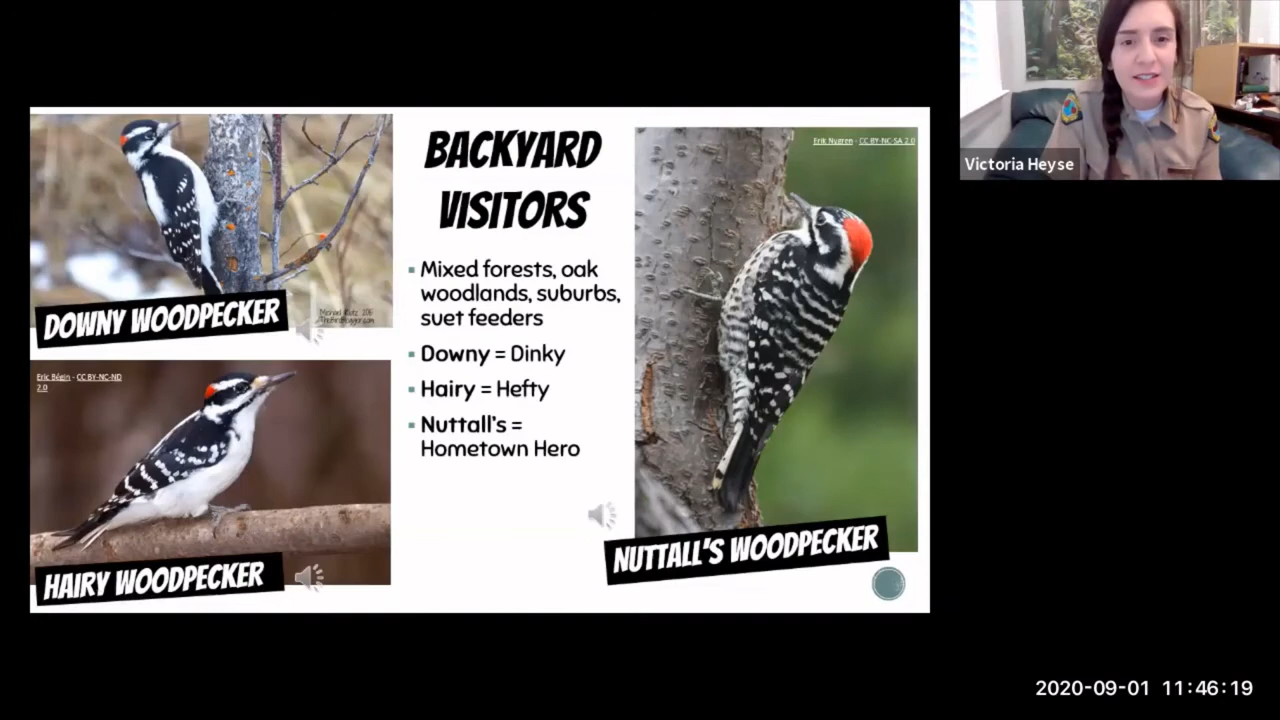 BACKYARD
VISITORS
Mixed forests, oak
woodlands, suburbs,
suet feeders
Downy = Dinky
Hairy = Hefty
Nuttall's =
Hometown Hero
DOWNY WOODPECKER
Eric Bégin - CC BY-NC-ND
2.0
HAIRY WOODPECKER
Erik Nygren - CC BY-NC-SA 2.0
NUTTALL'S WOODPECKER
Victoria Heyse
2020-09-01 11:46:19